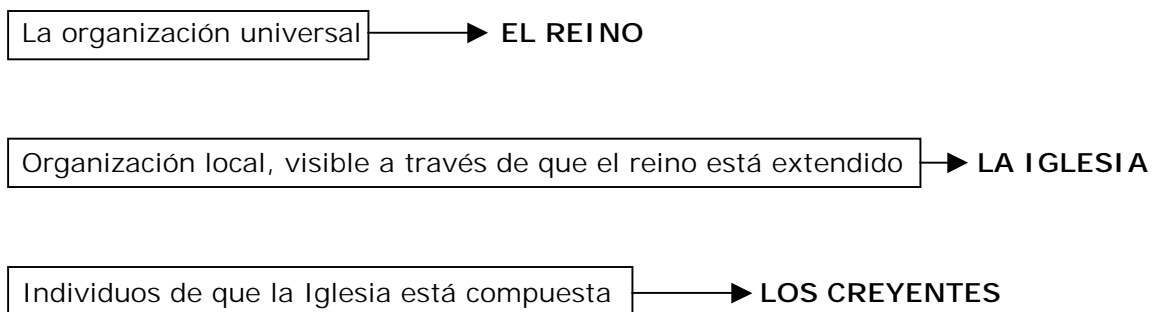 La organización universal EL REINO
Organización local, visible a través de que el reino está extendido LA IGLESIA
Individuos de que la Iglesia está compuesta LOS CREYENTES